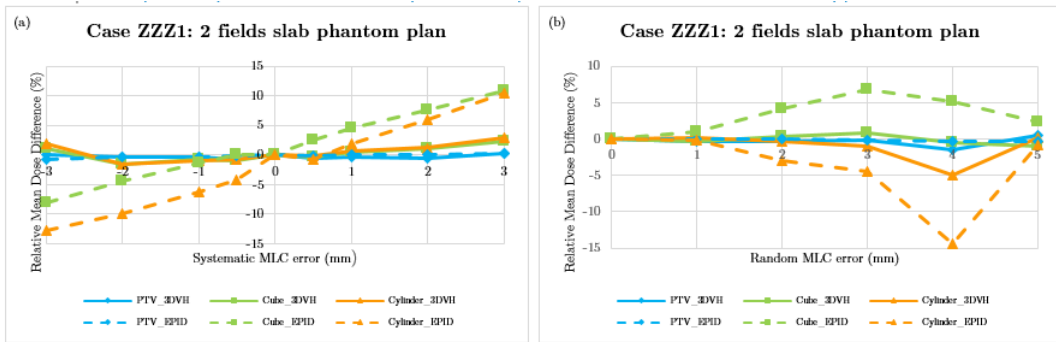 (a)
Case ZZZ1: 2 fields slab phantom plan
Relative Mean Dose Difference (%)
15
10
5
0
-5
-10
-15
-3
-2
-1
0
1
2
3
Systematic MLC error (mm)
PTV_3DVH
Cube_3DVH
Cylinder_3DVH
PTV_EPID
Cube_EPID
Cylinder_EPID
(b)
Case ZZZ1: 2 fields slab phantom plan
Relative Mean Dose Difference (%)
10
5
0
-5
-10
-15
0
1
2
3
4
5
Random MLC error (mm)
PTV_3DVH
Cube_3DVH
Cylinder_3DVH
PTV_EPID
Cube_EPID
Cylinder_EPID